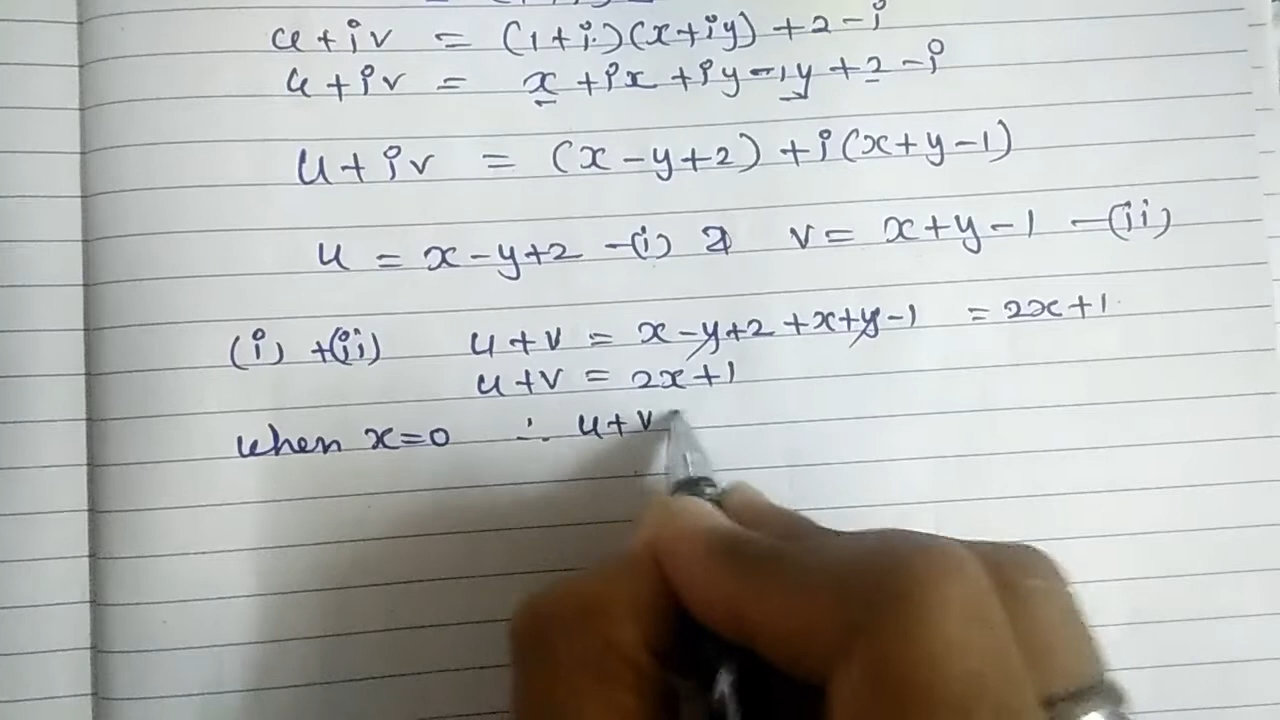 u+iv = (1+i)(x+iy)+2-i
u+iv = x+ix+iy-1y+2-i
u+iv = (x-y+2)+i(x+y-1)
u = x-y+2 -(i) & v = x+y-1 -(ii)
(i) +(ii) u+v = x-y+2+x+y-1 = 2x+1
u+v = 2x+1
when x=0 ∴ u+v